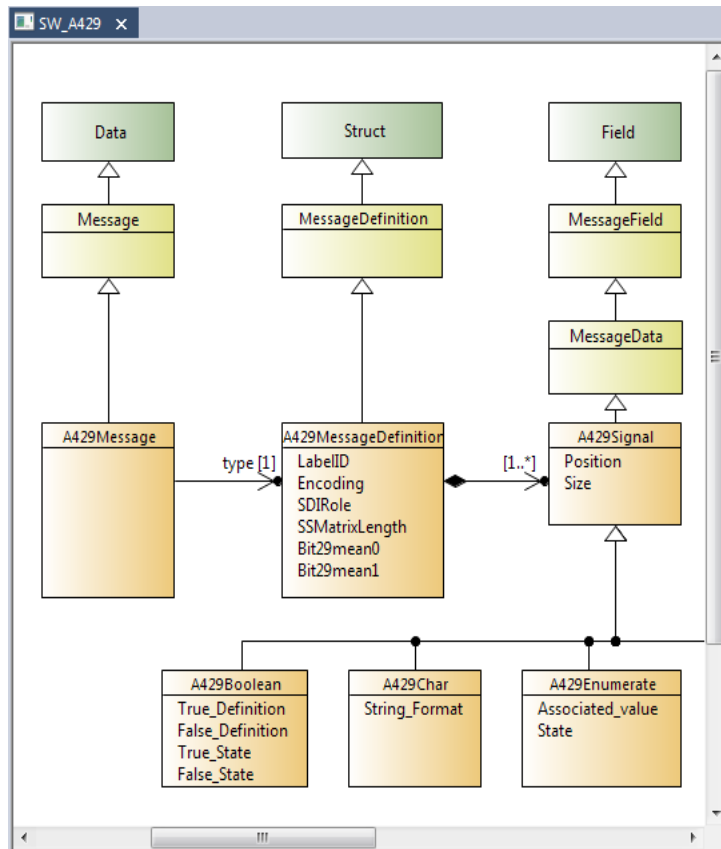 SW_A429 x
Data
Struct
Field
Message
MessageDefinition
MessageField
MessageData
A429Message
type [1]
A429MessageDefinition
LabelID
Encoding
SDIRole
SSMatrixLength
Bit29mean0
Bit29mean1
[1..*]
A429Signal
Position
Size
A429Boolean
True_Definition
False_Definition
True_State
False_State
A429Char
String_Format
A429Enumerate
Associated_value
State